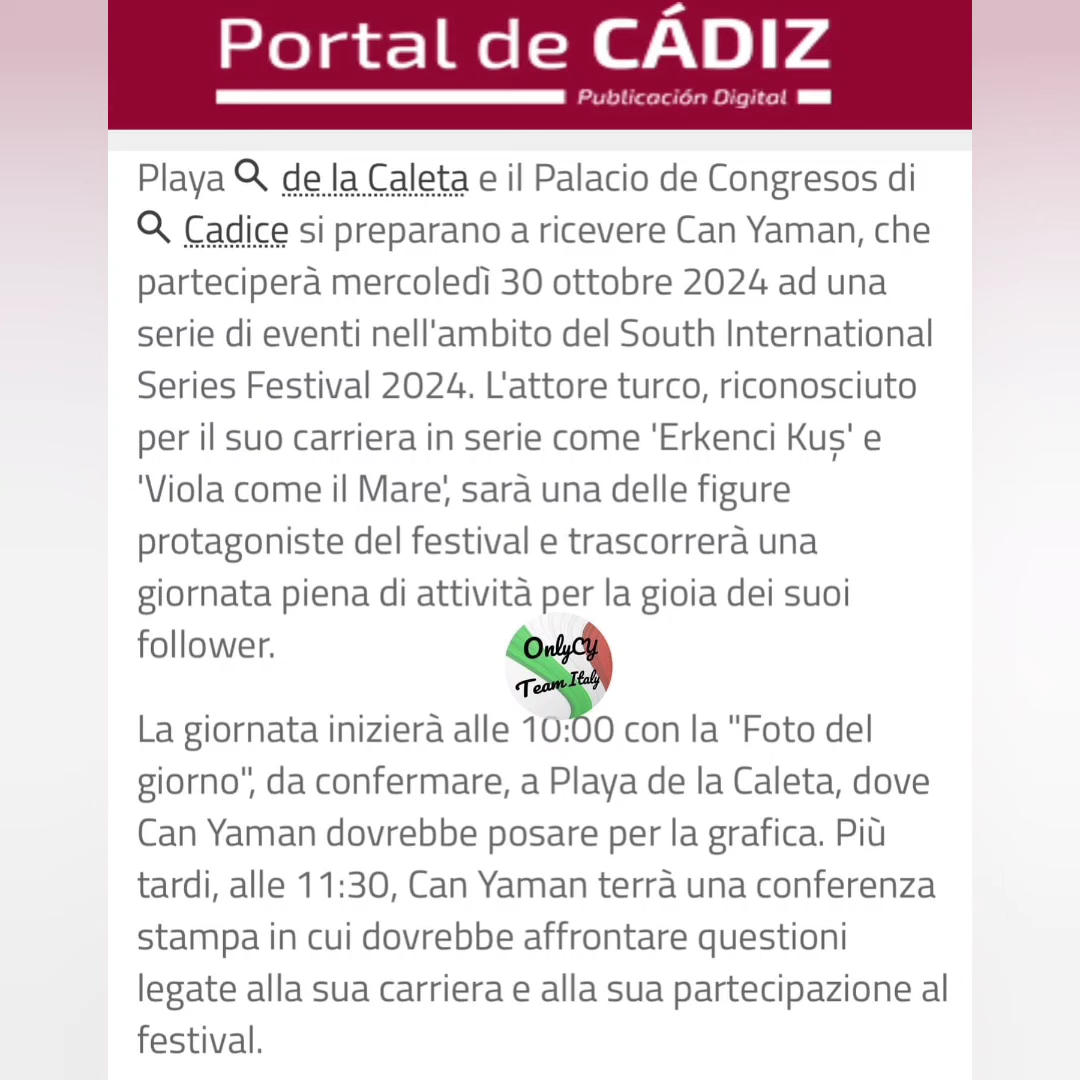 Portal de CÁDIZ
Publicación Digital
Playa de la Caleta e il Palacio de Congresos di
Cadice si preparano a ricevere Can Yaman, che
parteciperà mercoledì 30 ottobre 2024 ad una
serie di eventi nell'ambito del South International
Series Festival 2024. L'attore turco, riconosciuto
per il suo carriera in serie come 'Erkenci Kuș' e
'Viola come il Mare', sarà una delle figure
protagoniste del festival e trascorrerà una
giornata piena di attività per la gioia dei suoi
follower.
OnlyCY
Team Italy
La giornata inizierà alle 10:00 con la "Foto del
giorno", da confermare, a Playa de la Caleta, dove
Can Yaman dovrebbe posare per la grafica. Più
tardi, alle 11:30, Can Yaman terrà una conferenza
stampa in cui dovrebbe affrontare questioni
legate alla sua carriera e alla sua partecipazione al
festival.